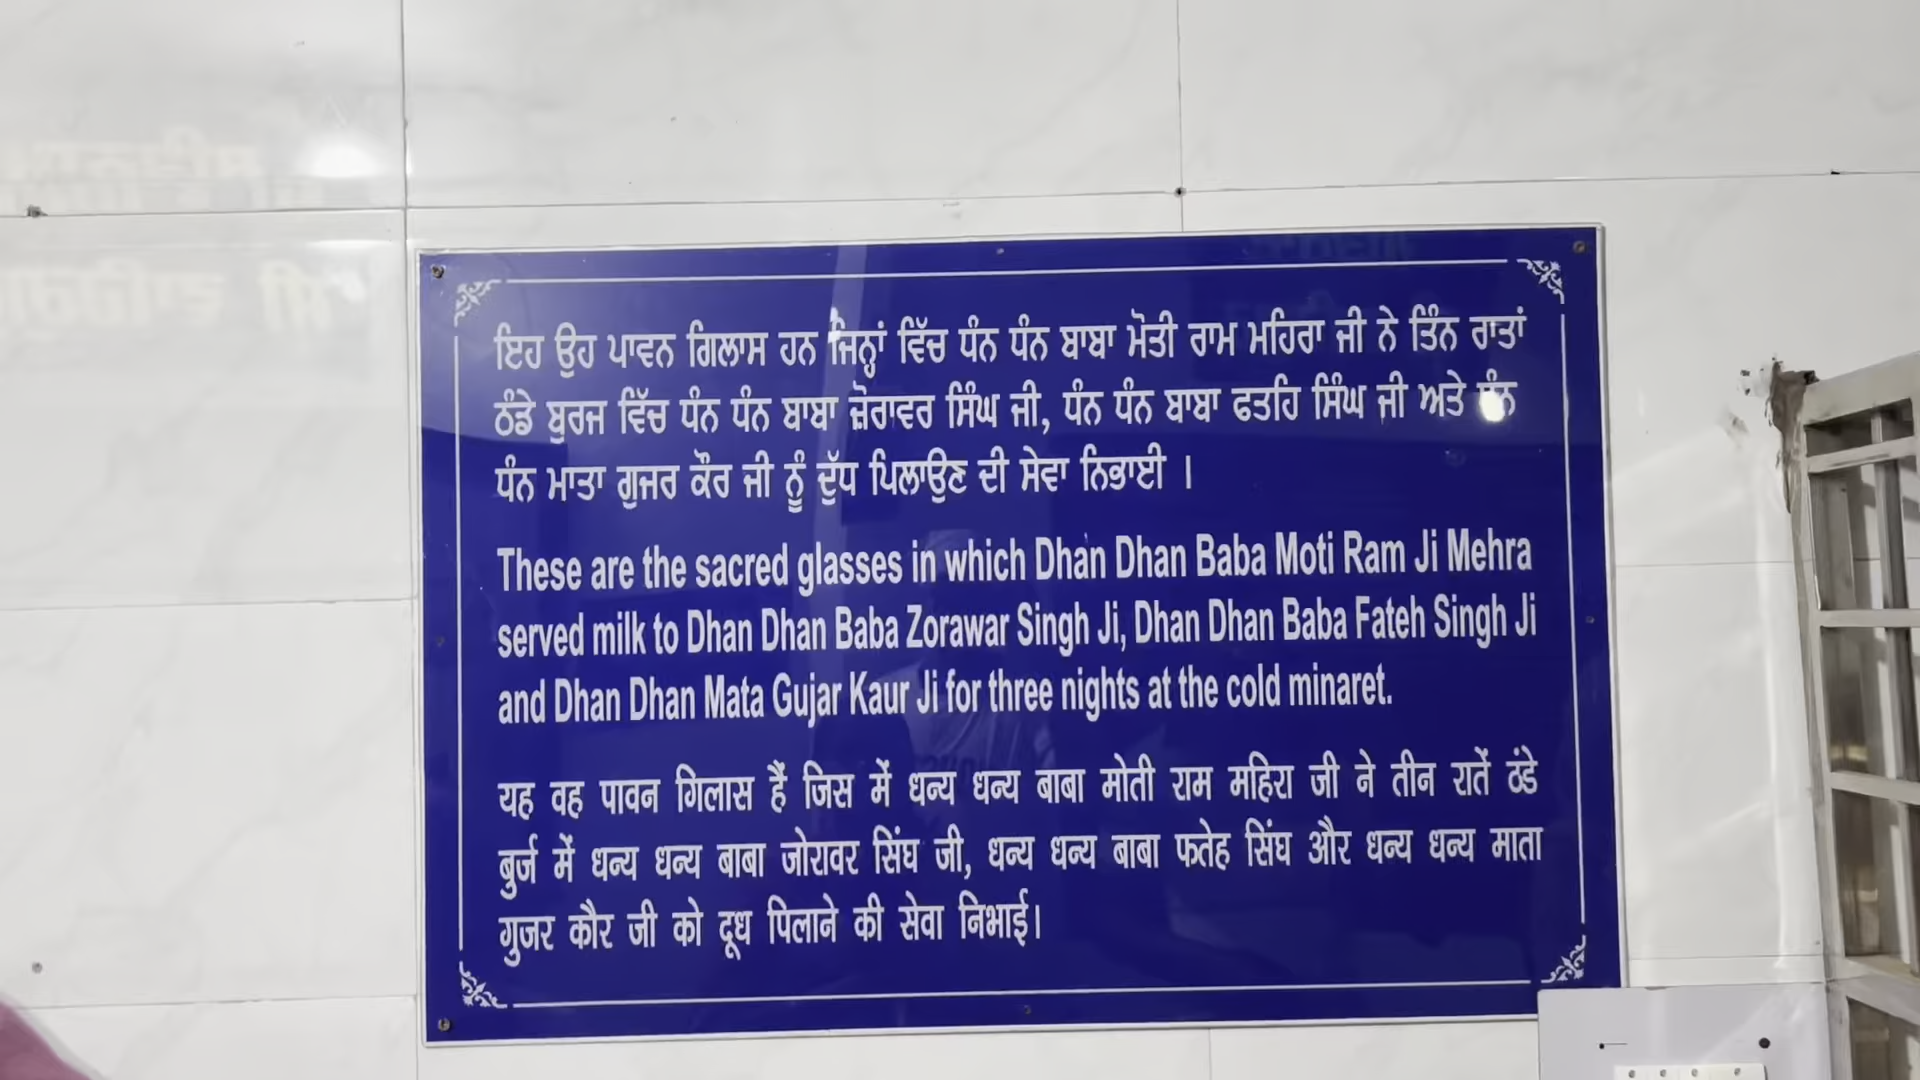 ਇਹ ਉਹ ਪਾਵਨ ਗਿਲਾਸ ਹਨ ਜਿਨ੍ਹਾਂ ਵਿੱਚ ਧੰਨ ਧੰਨ ਬਾਬਾ ਮੋਤੀ ਰਾਮ ਮਹਿਰਾ ਜੀ ਨੇ ਤਿੰਨ ਰਾਤਾਂ
ਠੰਡੇ ਬੁਰਜ ਵਿੱਚ ਧੰਨ ਧੰਨ ਬਾਬਾ ਜ਼ੋਰਾਵਰ ਸਿੰਘ ਜੀ, ਧੰਨ ਧੰਨ ਬਾਬਾ ਫਤਹਿ ਸਿੰਘ ਜੀ ਅਤੇ ਧੰਨ
ਧੰਨ ਮਾਤਾ ਗੁਜਰ ਕੌਰ ਜੀ ਨੂੰ ਦੁੱਧ ਪਿਲਾਉਣ ਦੀ ਸੇਵਾ ਨਿਭਾਈ ।
These are the sacred glasses in which Dhan Dhan Baba Moti Ram Ji Mehra
served milk to Dhan Dhan Baba Zorawar Singh Ji, Dhan Dhan Baba Fateh Singh Ji
and Dhan Dhan Mata Gujar Kaur Ji for three nights at the cold minaret.
यह वह पावन गिलास हैं जिस में धन्य धन्य बाबा मोती राम महिरा जी ने तीन रातें ठंडे
बुर्ज में धन्य धन्य बाबा जोरावर सिंघ जी, धन्य धन्य बाबा फतेह सिंघ और धन्य धन्य माता
गुजर कौर जी को दूध पिलाने की सेवा निभाई।